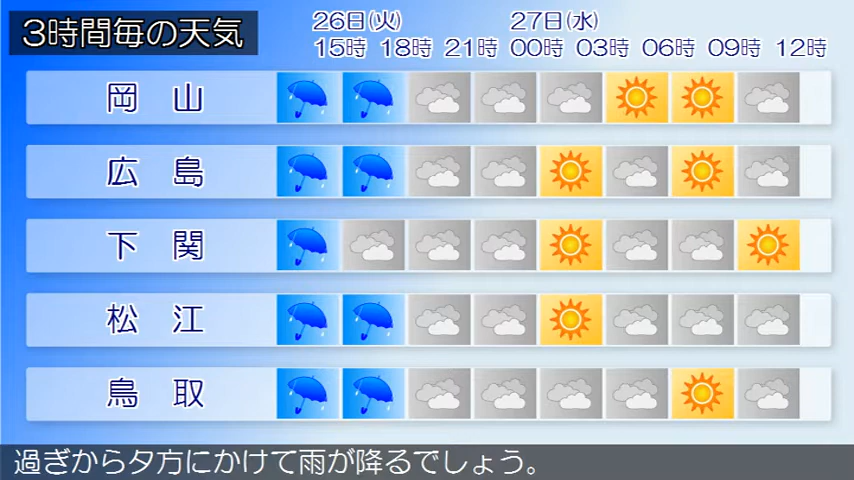 3時間毎の天気
26日(火) 27日(水)
15時 18時 21時 00時 03時 06時 09時 12時
岡 山
広 島
下 関
松 江
鳥 取
過ぎから夕方にかけて雨が降るでしょう。